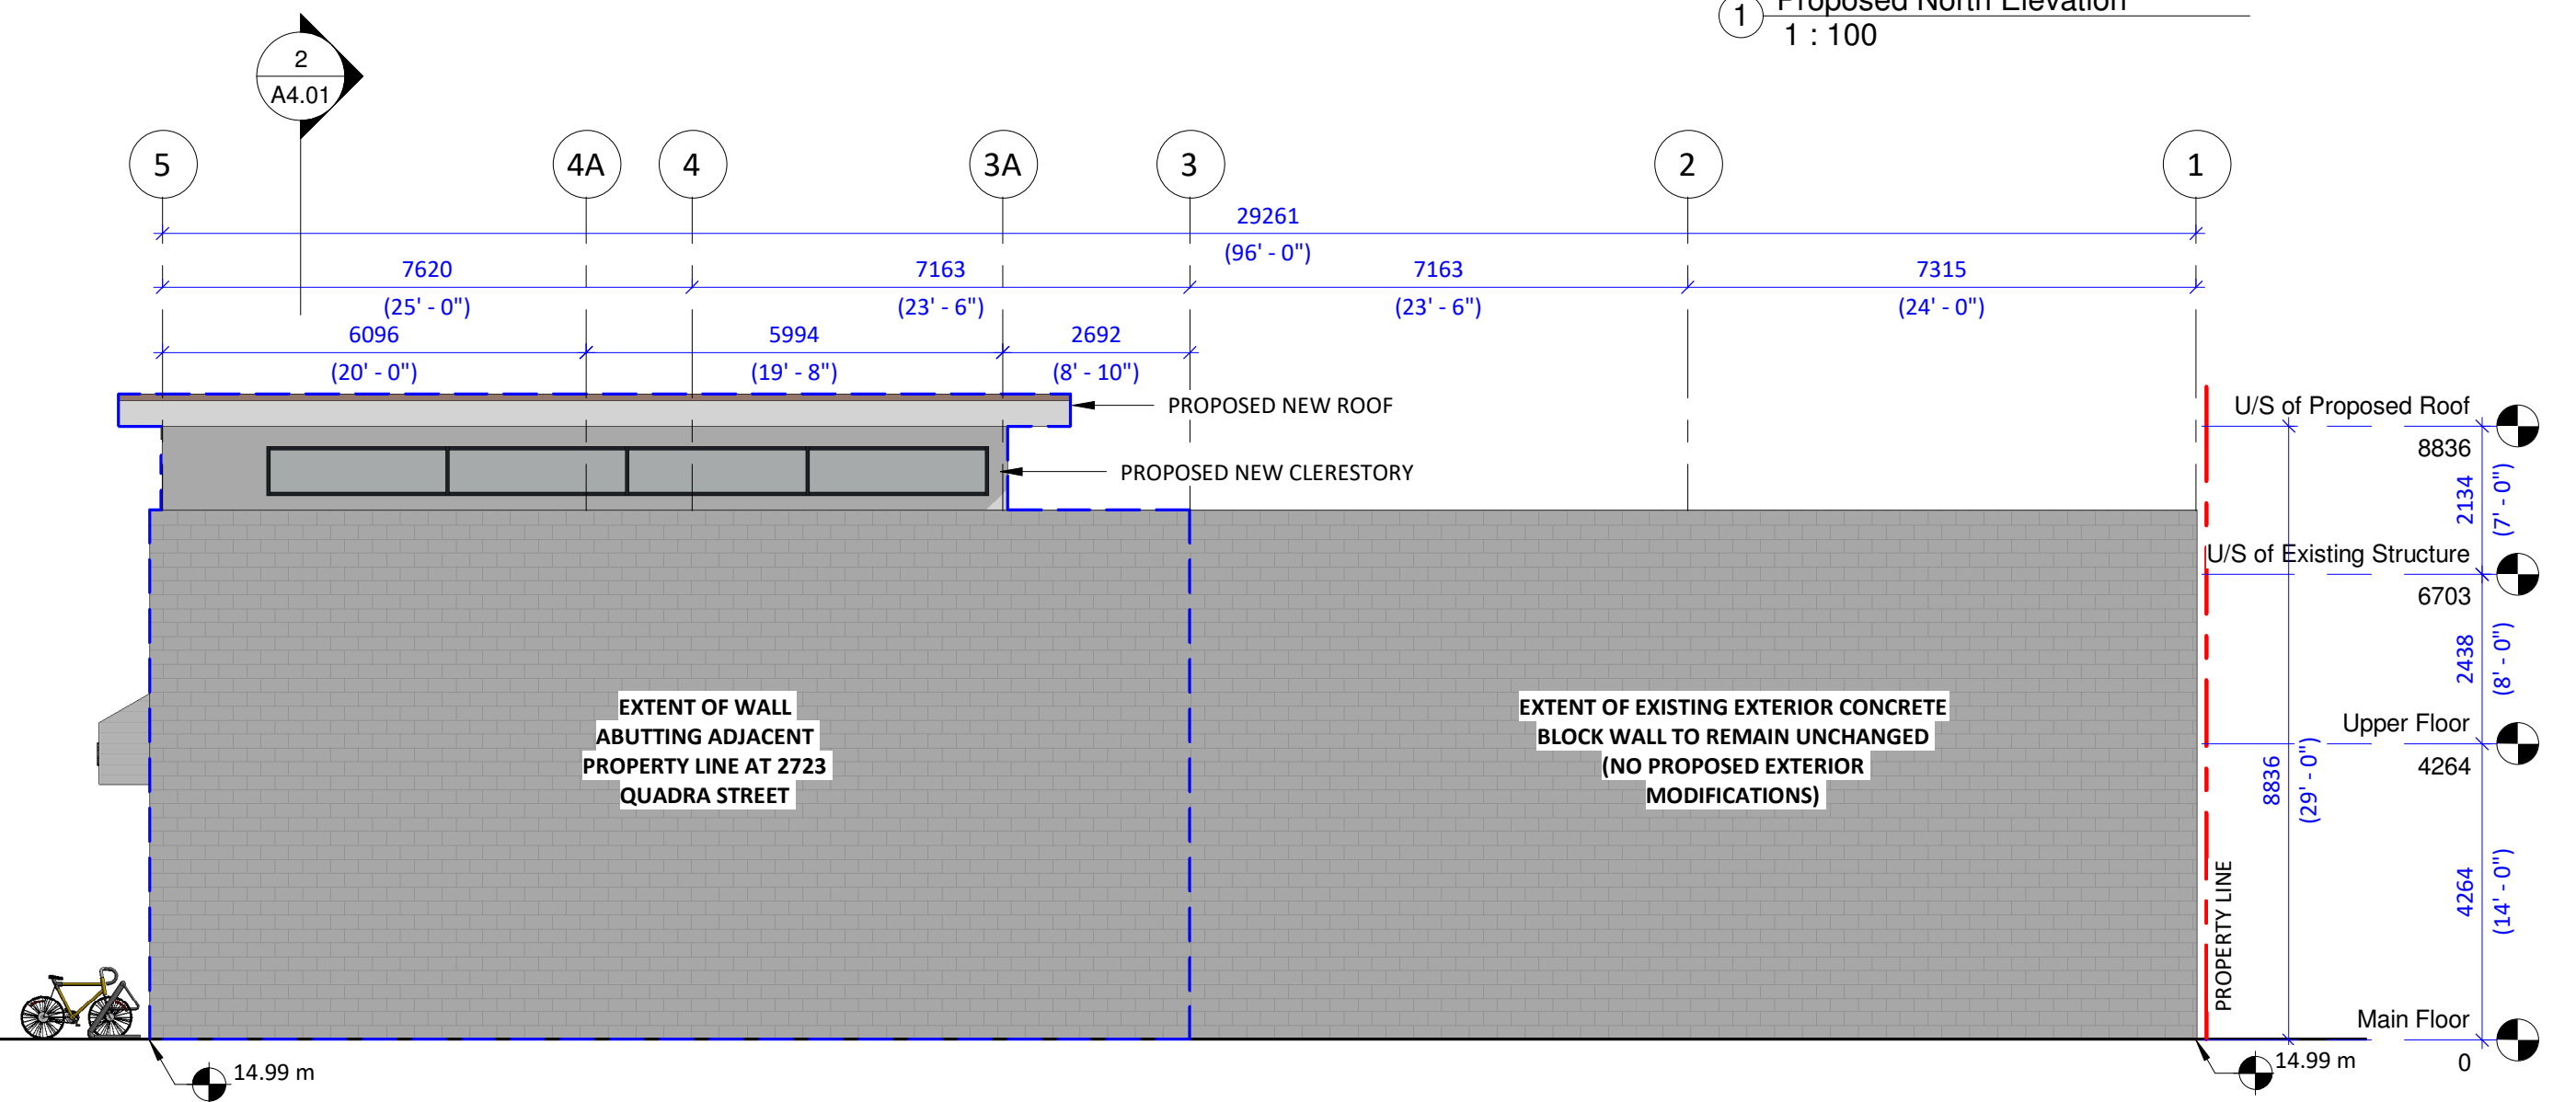 1 Proposed North Elevation
1 : 100
2
A4.01
5 4A 4 3A 3 2 1
29261
(96' - 0")
7620 7163 7163 7315
(25' - 0") (23' - 6") (23' - 6") (24' - 0")
6096 5994 2692
(20' - 0") (19' - 8") (8' - 10")
PROPOSED NEW ROOF
PROPOSED NEW CLERESTORY
U/S of Proposed Roof
8836
2134
(7' - 0")
U/S of Existing Structure
6703
2438
(8' - 0")
Upper Floor
4264
8836
(29' - 0")
4264
(14' - 0")
EXTENT OF WALL
ABUTTING ADJACENT
PROPERTY LINE AT 2723
QUADRA STREET
EXTENT OF EXISTING EXTERIOR CONCRETE
BLOCK WALL TO REMAIN UNCHANGED
(NO PROPOSED EXTERIOR
MODIFICATIONS)
PROPERTY LINE
Main Floor
0
14.99 m
14.99 m